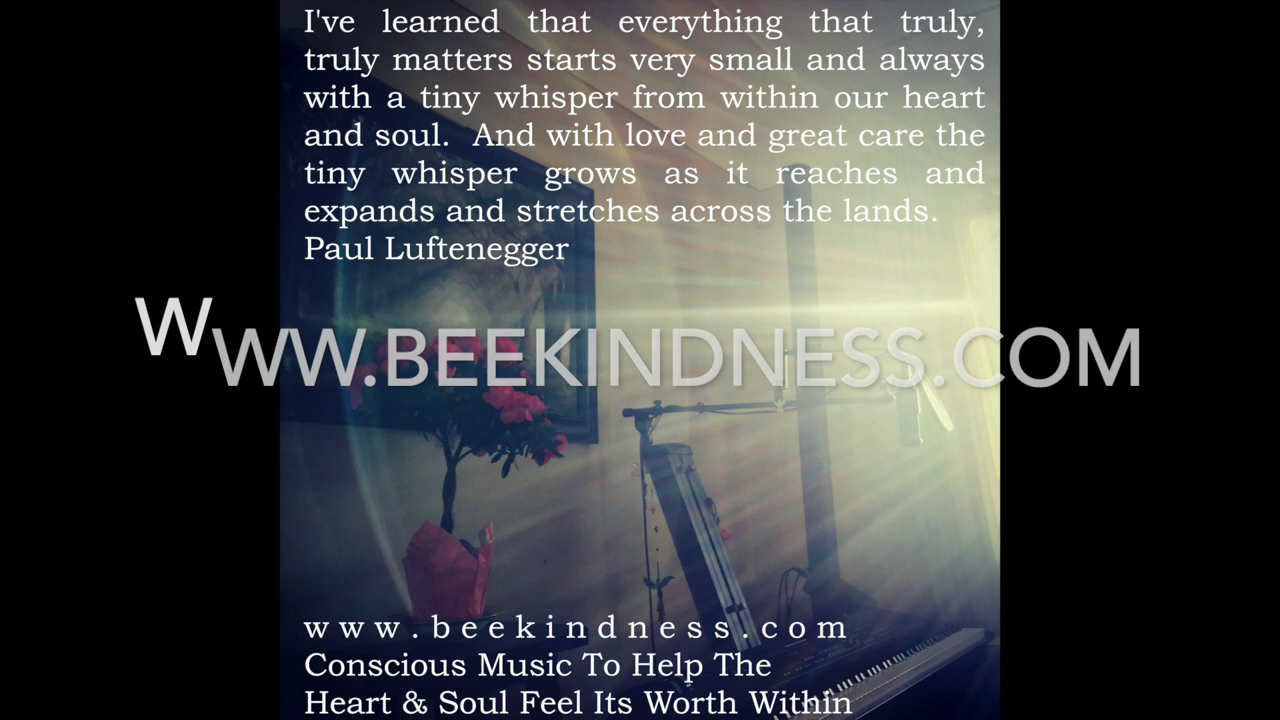 I've learned that everything that truly,
truly matters starts very small and always
with a tiny whisper from within our heart
and soul.  And with love and great care the
tiny whisper grows as it reaches and
expands and stretches across the lands.
Paul Luftenegger
WWW.BEEKINDNESS.COM
www.beekindness.com
Conscious Music To Help The
Heart & Soul Feel Its Worth Within